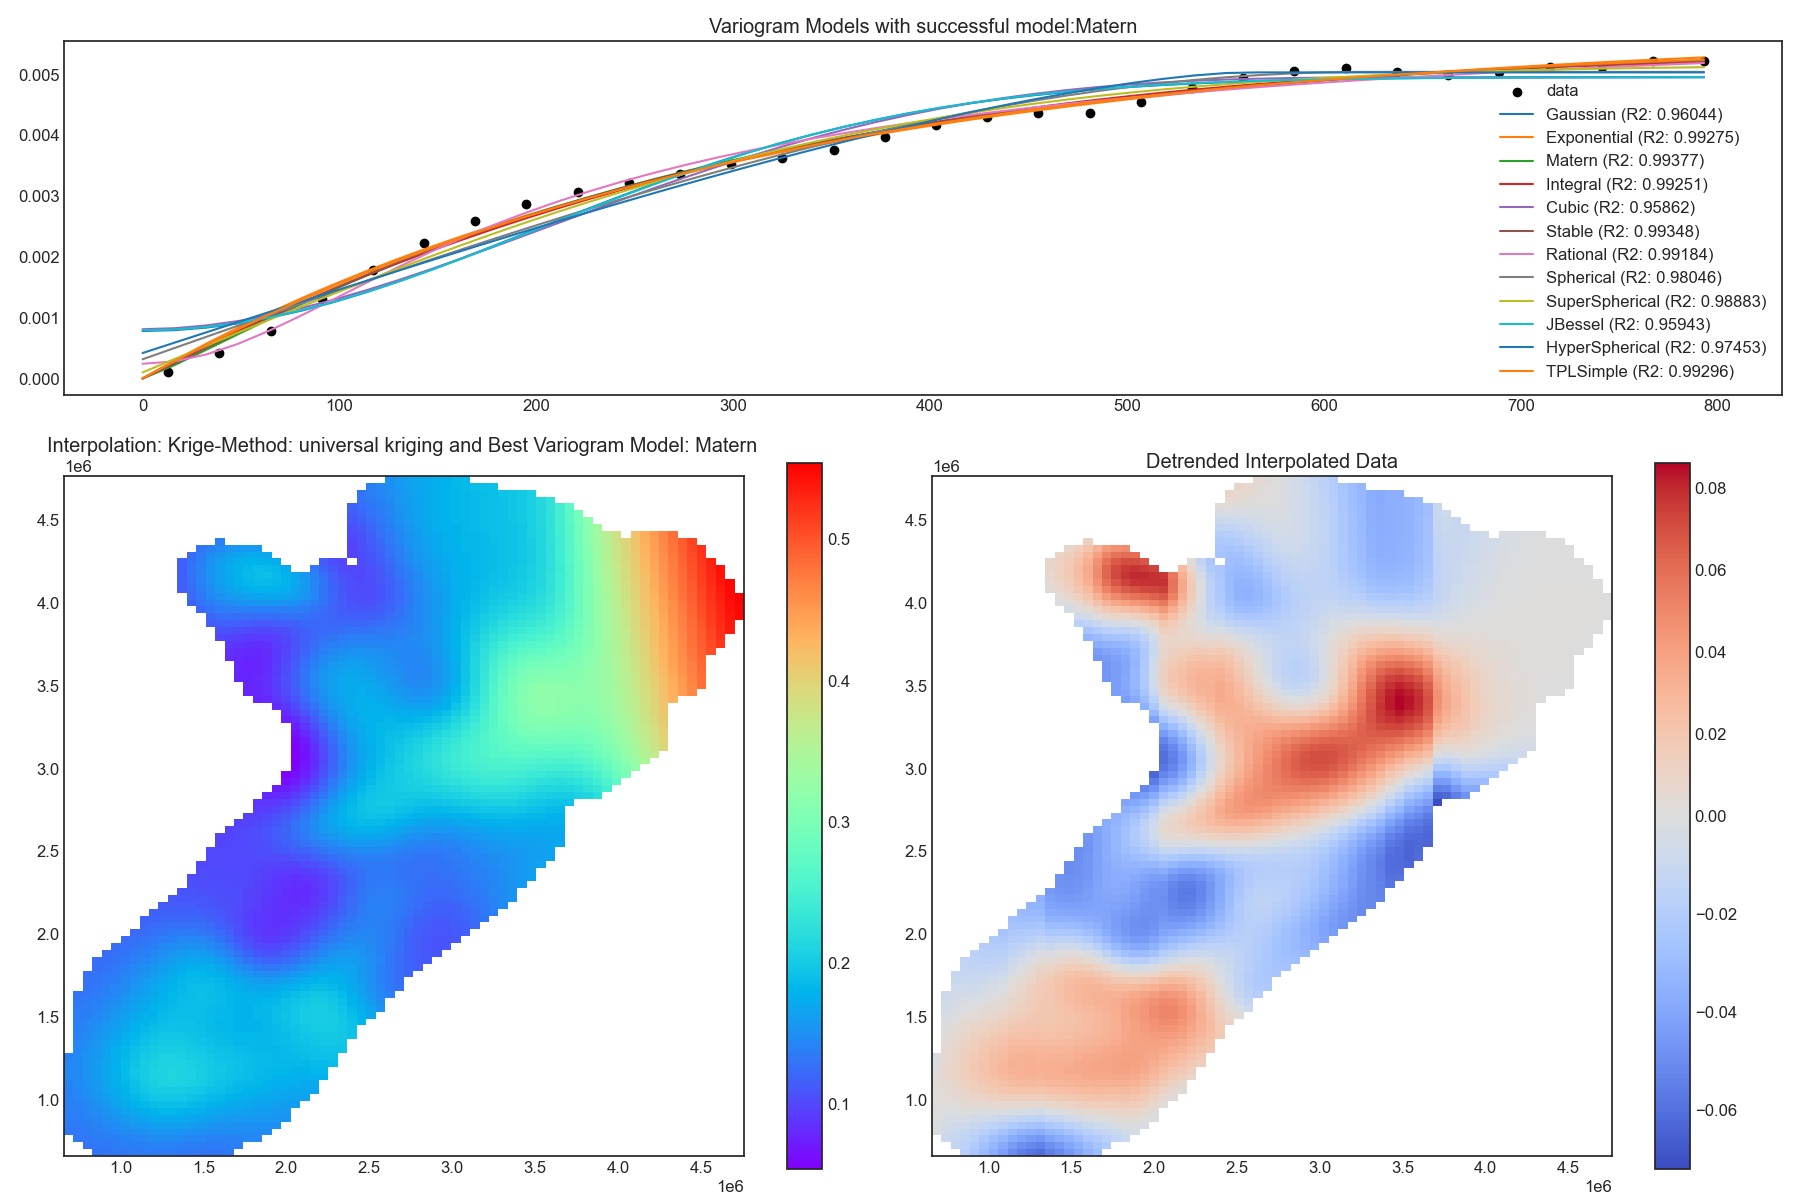 Variogram Models with successful model:Matern
0.005
0.004
0.003
0.002
0.001
0.000
data
Gaussian (R2: 0.96044)
Exponential (R2: 0.99275)
Matern (R2: 0.99377)
Integral (R2: 0.99251)
Cubic (R2: 0.95862)
Stable (R2: 0.99348)
Rational (R2: 0.99184)
Spherical (R2: 0.98046)
SuperSpherical (R2: 0.98883)
JBessel (R2: 0.95943)
HyperSpherical (R2: 0.97453)
TPLSimple (R2: 0.99296)
0 100 200 300 400 500 600 700 800
Interpolation: Krige-Method: universal kriging and Best Variogram Model: Matern
1e6
4.5
4.0
3.5
3.0
2.5
2.0
1.5
1.0
1.0 1.5 2.0 2.5 3.0 3.5 4.0 4.5
1e6
0.5
0.4
0.3
0.2
0.1
Detrended Interpolated Data
1e6
4.5
4.0
3.5
3.0
2.5
2.0
1.5
1.0
1.0 1.5 2.0 2.5 3.0 3.5 4.0 4.5
1e6
0.08
0.06
0.04
0.02
0.00
−0.02
−0.04
−0.06